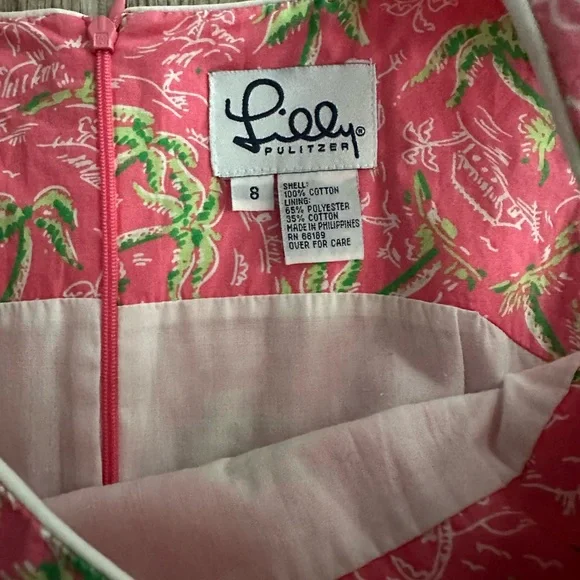 Lilly®
PULITZER
8
SHELL:
100% COTTON
LINING:
65% POLYESTER
35% COTTON
MADE IN PHILIPPINES
RN 66189
OVER FOR CARE